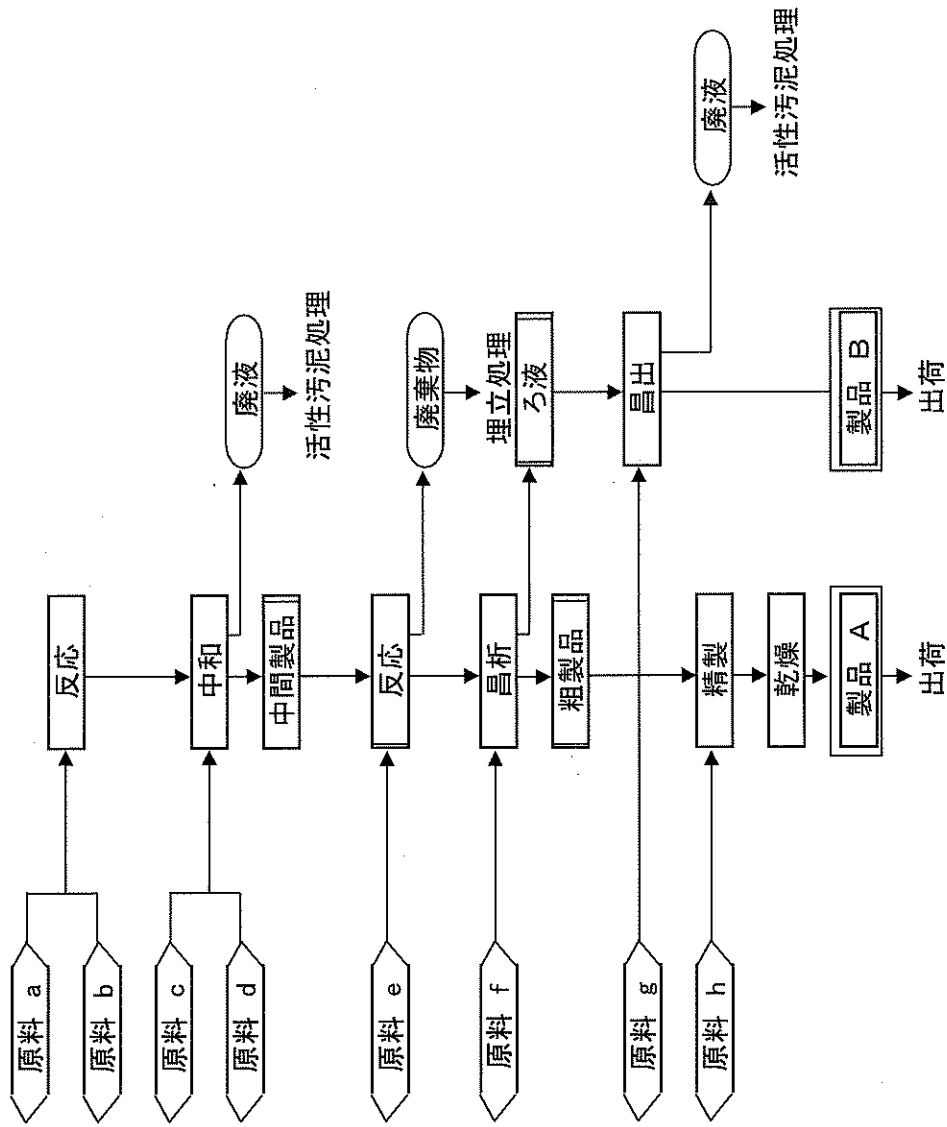 原料 a
原料 b
反応
原料 c
原料 d
中和
廃液
活性汚泥処理
中間製品
原料 e
反応
廃棄物
埋立処理
原料 f
晶析
ろ液
粗製品
原料 g
晶出
廃液
活性汚泥処理
原料 h
精製
乾燥
製品 A
出荷
製品 B
出荷